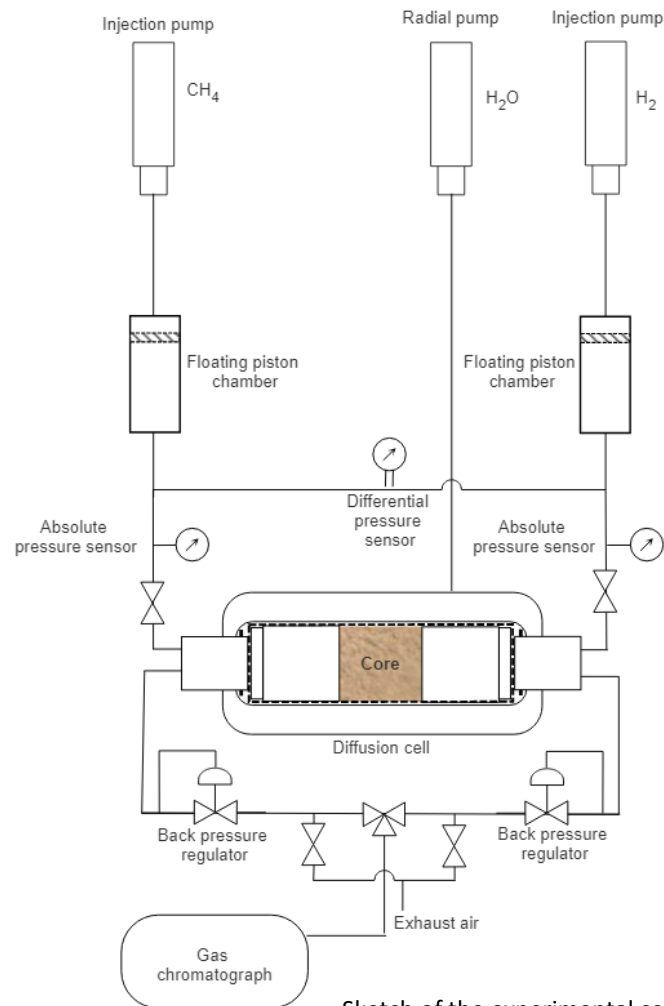 Injection pump
Radial pump
Injection pump
CH4
H2O
H2
Floating piston
chamber
Floating piston
chamber
Differential
pressure
sensor
Absolute
pressure sensor
Absolute
pressure sensor
Core
Diffusion cell
Back pressure
regulator
Back pressure
regulator
Exhaust air
Gas
chromatograph